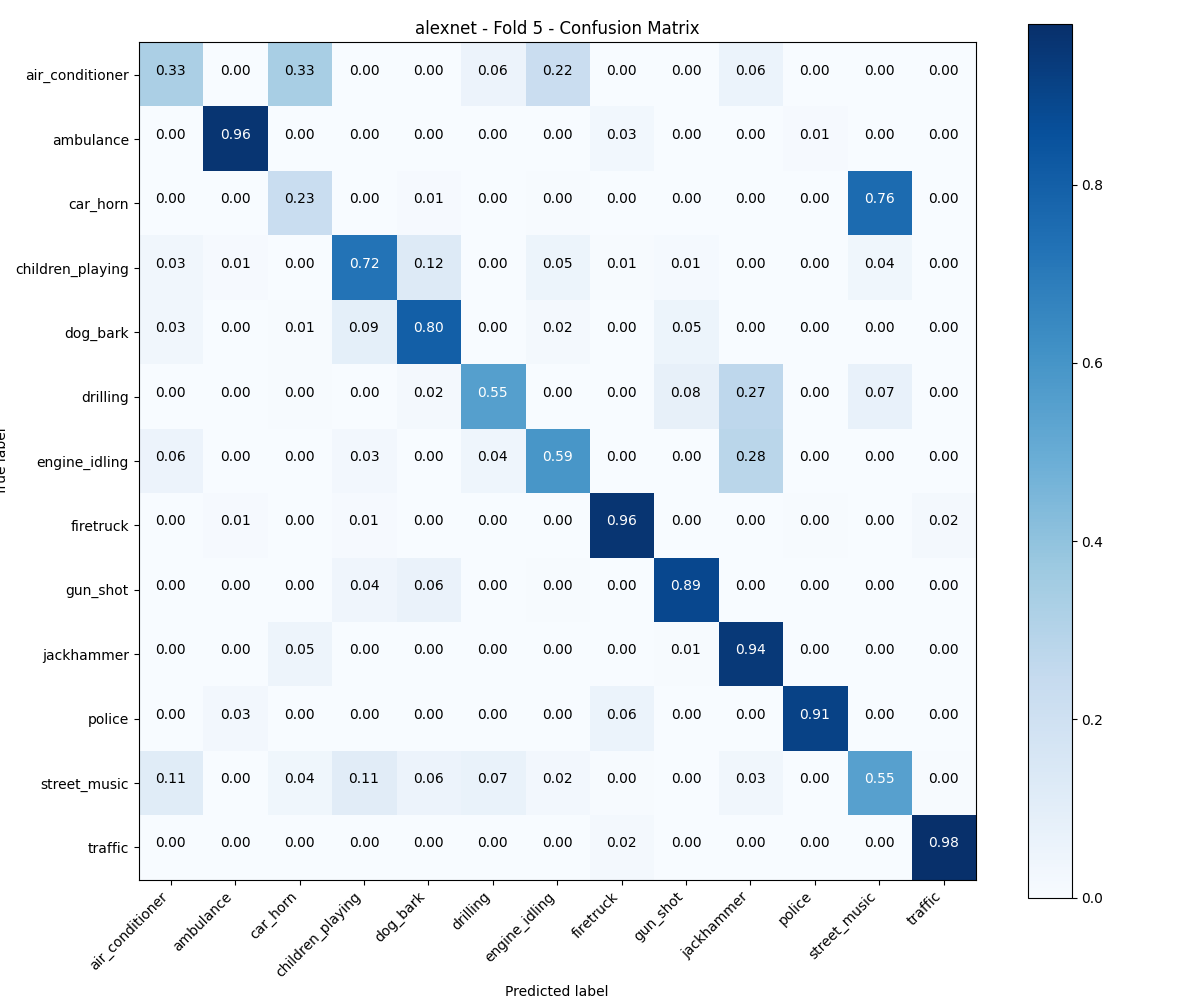 alexnet - Fold 5 - Confusion Matrix
air_conditioner 0.33 0.00 0.33 0.00 0.00 0.06 0.22 0.00 0.00 0.06 0.00 0.00 0.00
ambulance 0.00 0.96 0.00 0.00 0.00 0.00 0.00 0.03 0.00 0.00 0.01 0.00 0.00
car_horn 0.00 0.00 0.23 0.00 0.01 0.00 0.00 0.00 0.00 0.00 0.00 0.76 0.00
children_playing 0.03 0.01 0.00 0.72 0.12 0.00 0.05 0.01 0.01 0.00 0.00 0.04 0.00
dog_bark 0.03 0.00 0.01 0.09 0.80 0.00 0.02 0.00 0.05 0.00 0.00 0.00 0.00
drilling 0.00 0.00 0.00 0.00 0.02 0.55 0.00 0.00 0.08 0.27 0.00 0.07 0.00
engine_idling 0.06 0.00 0.00 0.03 0.00 0.04 0.59 0.00 0.00 0.28 0.00 0.00 0.00
firetruck 0.00 0.01 0.00 0.01 0.00 0.00 0.00 0.96 0.00 0.00 0.00 0.00 0.02
gun_shot 0.00 0.00 0.00 0.04 0.06 0.00 0.00 0.00 0.89 0.00 0.00 0.00 0.00
jackhammer 0.00 0.00 0.05 0.00 0.00 0.00 0.00 0.00 0.01 0.94 0.00 0.00 0.00
police 0.00 0.03 0.00 0.00 0.00 0.00 0.00 0.06 0.00 0.00 0.91 0.00 0.00
street_music 0.11 0.00 0.04 0.11 0.06 0.07 0.02 0.00 0.00 0.03 0.00 0.55 0.00
traffic 0.00 0.00 0.00 0.00 0.00 0.00 0.00 0.02 0.00 0.00 0.00 0.00 0.98
air_conditioner ambulance car_horn children_playing dog_bark drilling engine_idling firetruck gun_shot jackhammer police street_music traffic
Predicted label
0.8
0.6
0.4
0.2
0.0